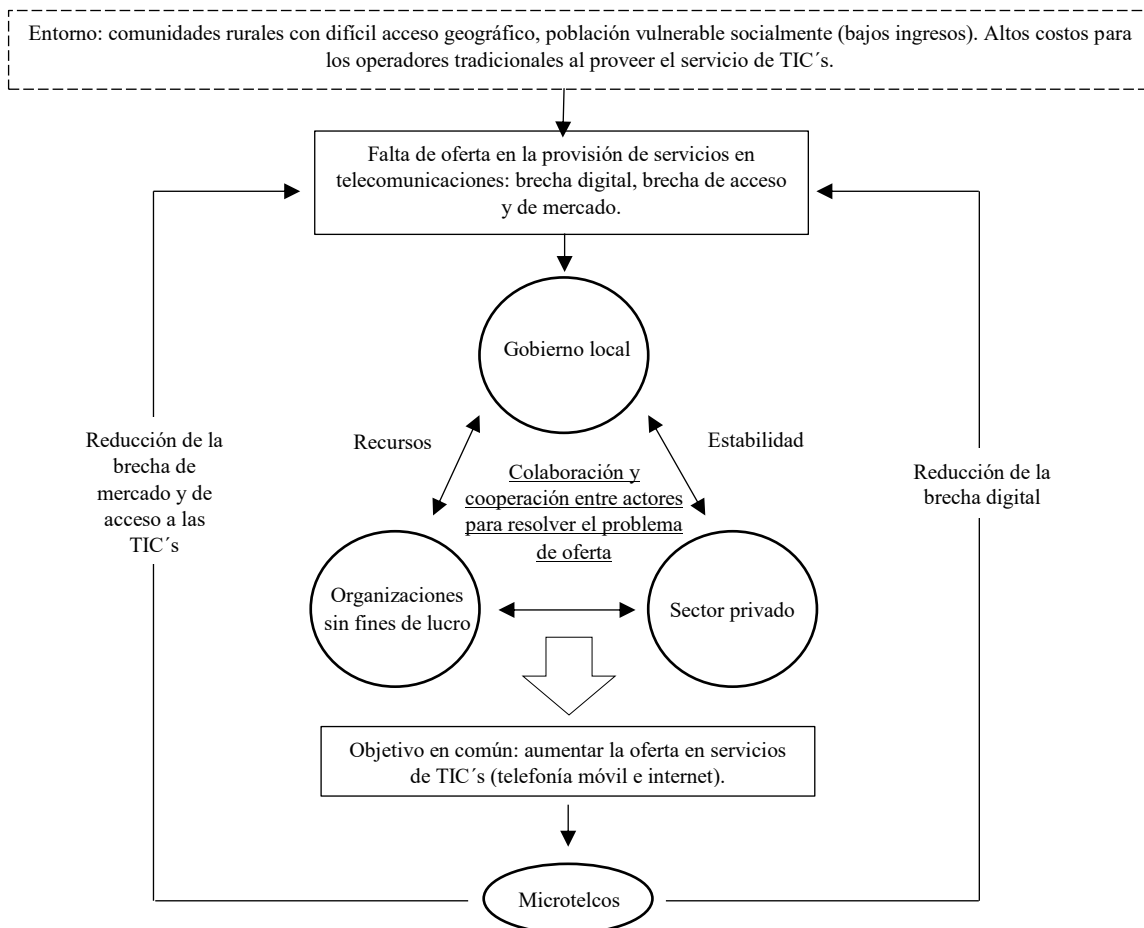 Entorno: comunidades rurales con difícil acceso geográfico, población vulnerable socialmente (bajos ingresos). Altos costos para
los operadores tradicionales al proveer el servicio de TIC´s.
Falta de oferta en la provisión de servicios en
telecomunicaciones: brecha digital, brecha de acceso
y de mercado.
Gobierno local
Recursos
Estabilidad
Reducción de la
brecha de
mercado y de
acceso a las
TIC´s
Colaboración y
cooperación entre actores
para resolver el problema
de oferta
Reducción de la
brecha digital
Organizaciones
sin fines de lucro
Sector privado
Objetivo en común: aumentar la oferta en servicios
de TIC´s (telefonía móvil e internet).
Microtelcos